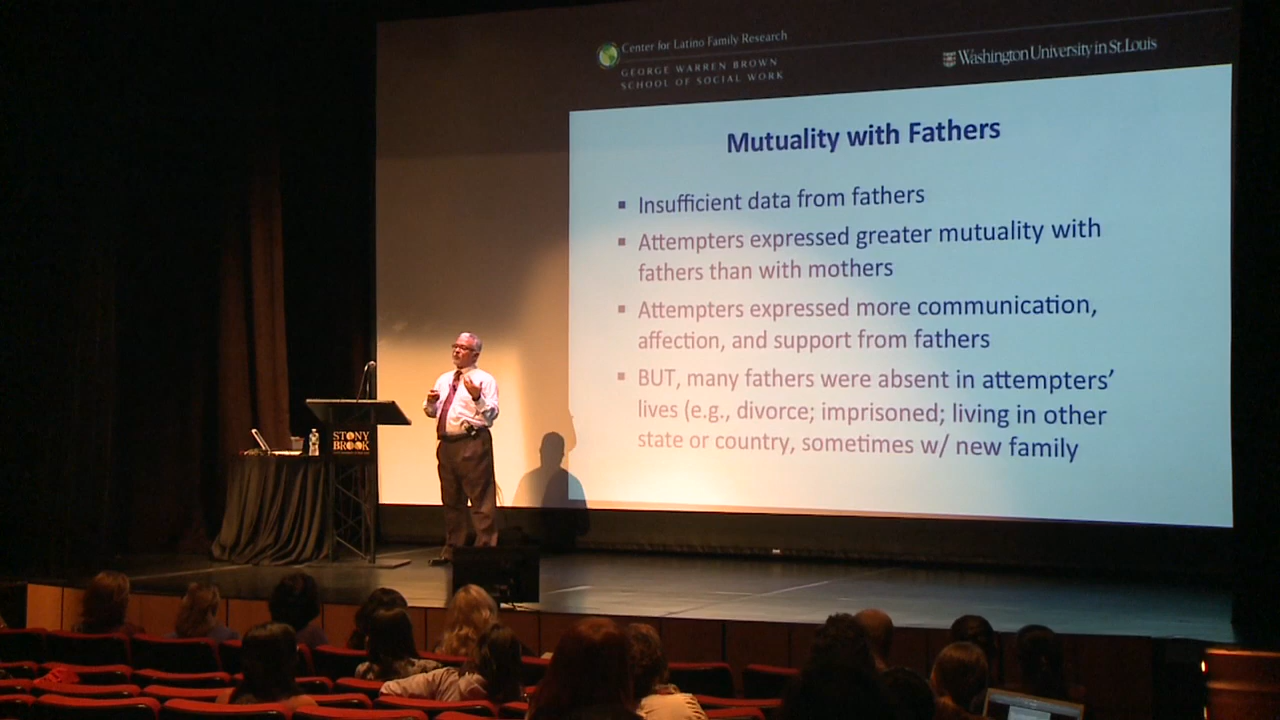 Center for Latino Family Research
GEORGE WARREN BROWN
SCHOOL OF SOCIAL WORK
Washington University in St. Louis
Mutuality with Fathers
▪ Insufficient data from fathers
▪ Attempters expressed greater mutuality with
fathers than with mothers
▪ Attempters expressed more communication,
affection, and support from fathers
▪ BUT, many fathers were absent in attempters’
lives (e.g., divorce; imprisoned; living in other
state or country, sometimes w/ new family
STONY
BROOK